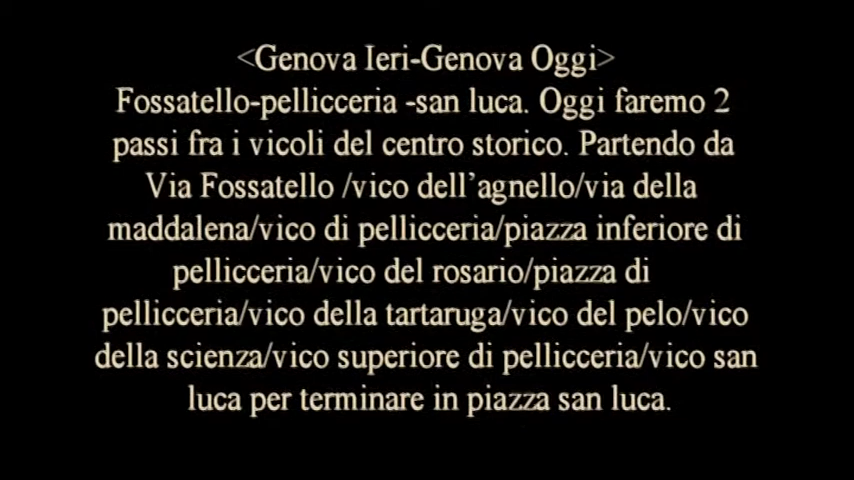 <Genova Ieri-Genova Oggi>
Fossatello-pellicceria -san luca. Oggi faremo 2
passi fra i vicoli del centro storico. Partendo da
Via Fossatello /vico dell'agnello/via della
maddalena/vico di pellicceria/piazza inferiore di
pellicceria/vico del rosario/piazza di
pellicceria/vico della tartaruga/vico del pelo/vico
della scienza/vico superiore di pellicceria/vico san
luca per terminare in piazza san luca.